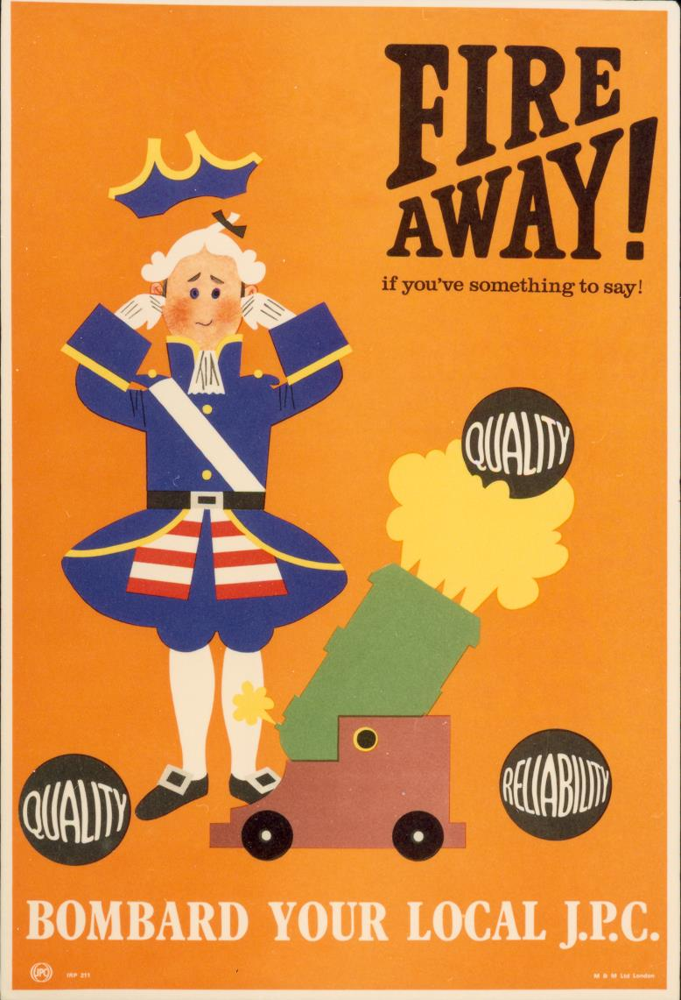 FIRE
AWAY!
if you've something to say!
QUALITY
QUALITY
RELIABILITY
BOMBARD YOUR LOCAL J.P.C.
JPC IRP 211
M & M Ltd London